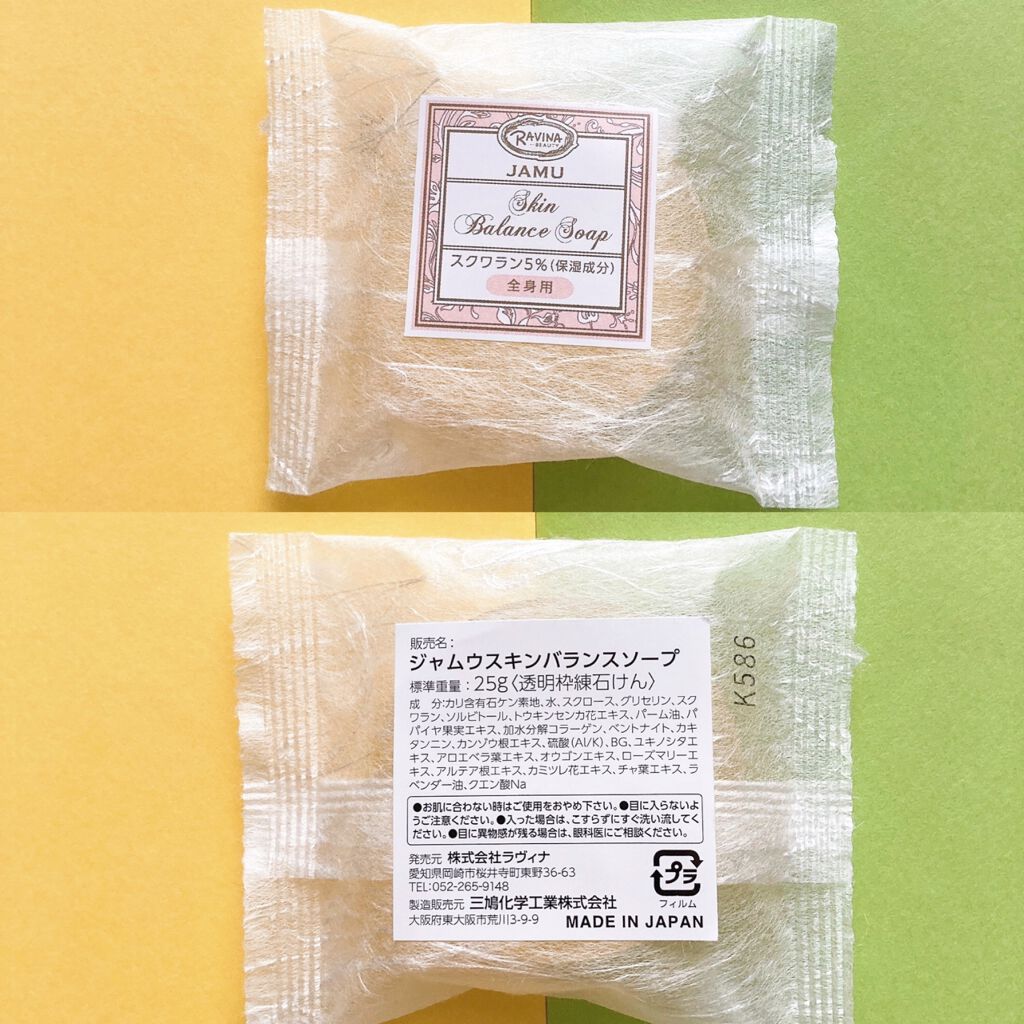 RAVINA
BEAUTY
JAMU
Skin
Balance Soap
スクワラン5%(保湿成分)
全身用
販売名:
ジャムウスキンバランスソープ
標準重量:25g〈透明枠練石けん〉
成 分:カリ含有石ケン素地、水、スクロース、グリセリン、スク
ワラン、ソルビトール、トウキンセンカ花エキス、パーム油、パ
パイヤ果実エキス、加水分解コラーゲン、ベントナイト、カキ
タンニン、カンゾウ根エキス、硫酸(Al/K)、BG、ユキノシタエ
キス、アロエベラ葉エキス、オウゴンエキス、ローズマリーエ
キス、アルテア根エキス、カミツレ花エキス、チャ葉エキス、ラ
ベンダー油、クエン酸Na
●お肌に合わない時はご使用をおやめ下さい。●目に入らないよ
うご注意ください。●入った場合は、こすらずにすぐ洗い流してく
ださい。●目に異物感が残る場合は、眼科医にご相談ください。
発売元 株式会社ラヴィナ
愛知県岡崎市桜井寺町東野36-63
TEL:052-265-9148
製造販売元 三鳩化学工業株式会社
大阪府東大阪市荒川3-9-9
プラ
フィルム
MADE IN JAPAN
K586